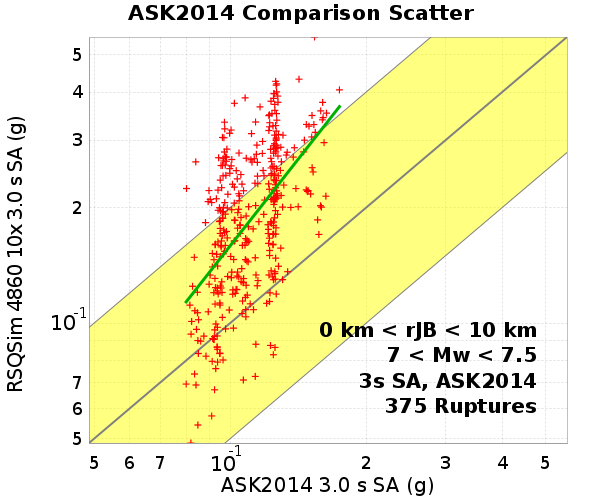 ASK2014 Comparison Scatter
RSQSim 4860 10x 3.0 s SA (g)
5
4
3
2
10-1
7
6
5
0 km < rJB < 10 km
7 < Mw < 7.5
3s SA, ASK2014
375 Ruptures
5 6 7 10-1 2 3 4 5
ASK2014 3.0 s SA (g)